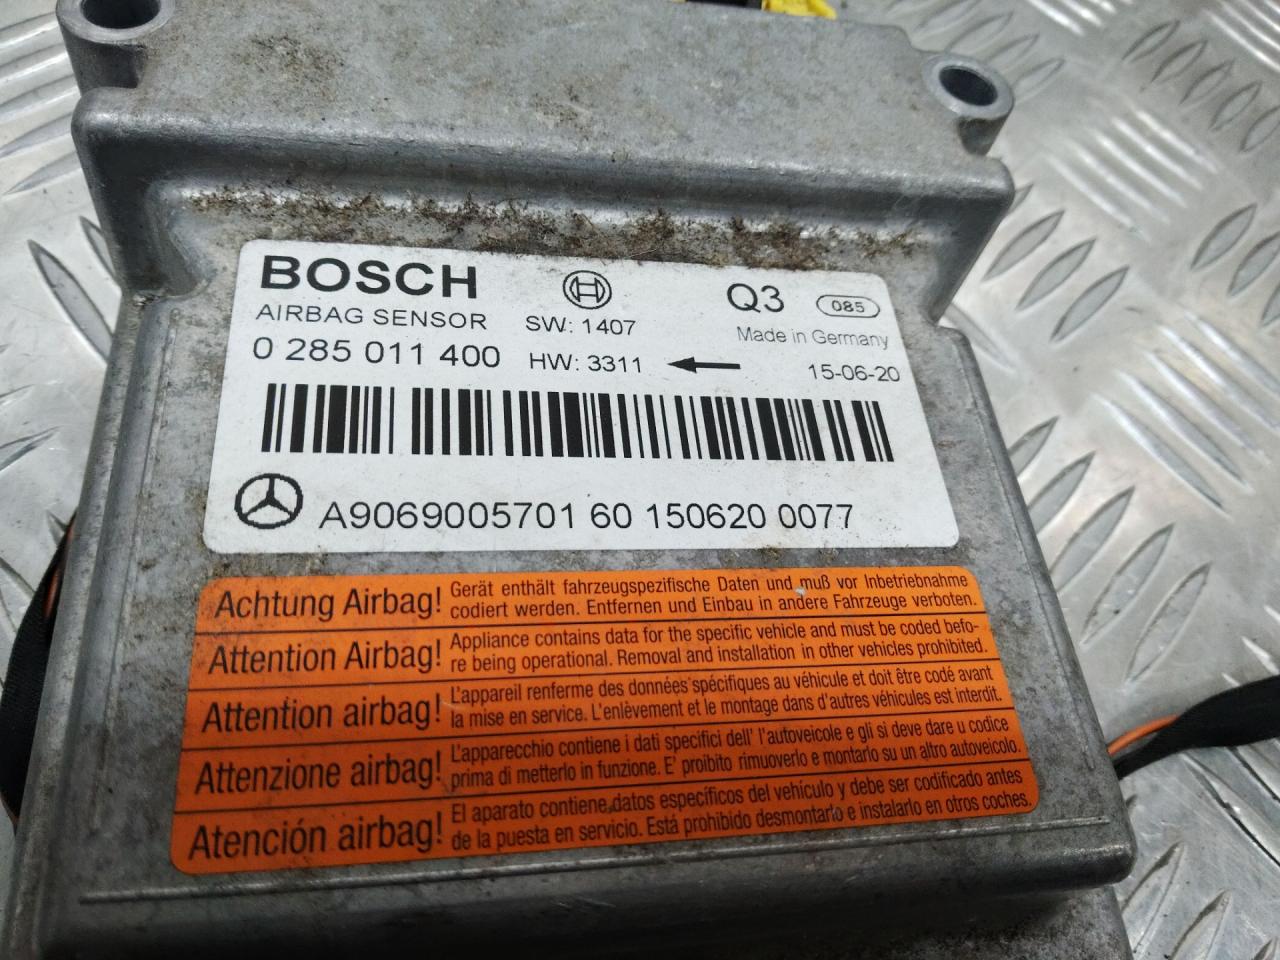 BOSCH
Q3
085
AIRBAG SENSOR
SW: 1407
Made in Germany
0 285 011 400
HW: 3311
15-06-20
A9069005701 60 150620 0077
Achtung Airbag!
Gerät enthält fahrzeugspezifische Daten und muß vor Inbetriebnahme
codiert werden. Entfernen und Einbau in andere Fahrzeuge verboten.
Attention Airbag!
Appliance contains data for the specific vehicle and must be coded befo-
re being operational. Removal and installation in other vehicles prohibited.
Attention airbag!
L'appareil renferme des données spécifiques au véhicule et doit être codé avant
la mise en service. L'enlèvement et le montage dans d'autres véhicules est interdit.
Attenzione airbag!
L'apparecchio contiene i dati specifici dell' l'autoveicole e gli si deve dare u codice
prima di metterlo in funzione. E' proibito rimuoverlo e montarlo su un altro autoveicolo.
Atención airbag!
El aparato contiene datos específicos del vehículo y debe ser codificado antes
de la puesta en servicio. Está prohibido desmontarlo e instalarlo en otros coches.